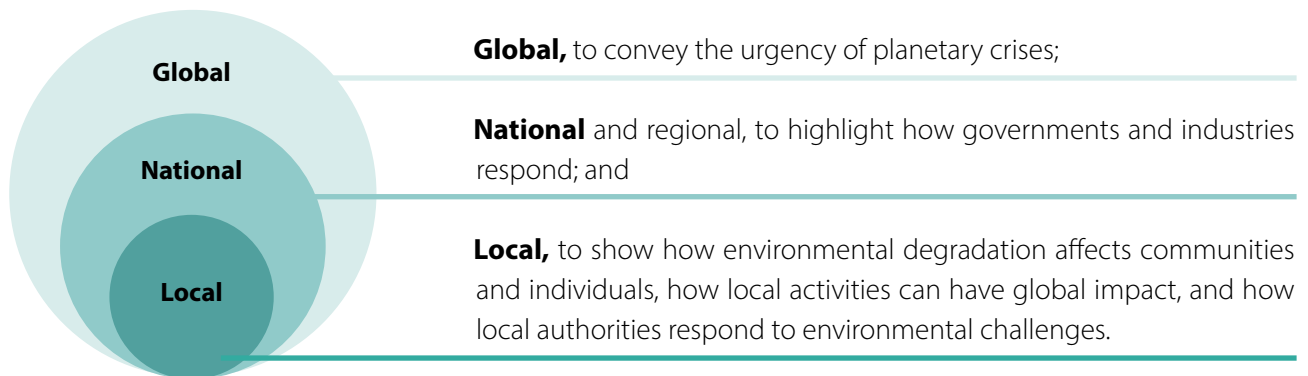 Global
National
Local
Global, to convey the urgency of planetary crises;
National and regional, to highlight how governments and industries
respond; and
Local, to show how environmental degradation affects communities
and individuals, how local activities can have global impact, and how
local authorities respond to environmental challenges.